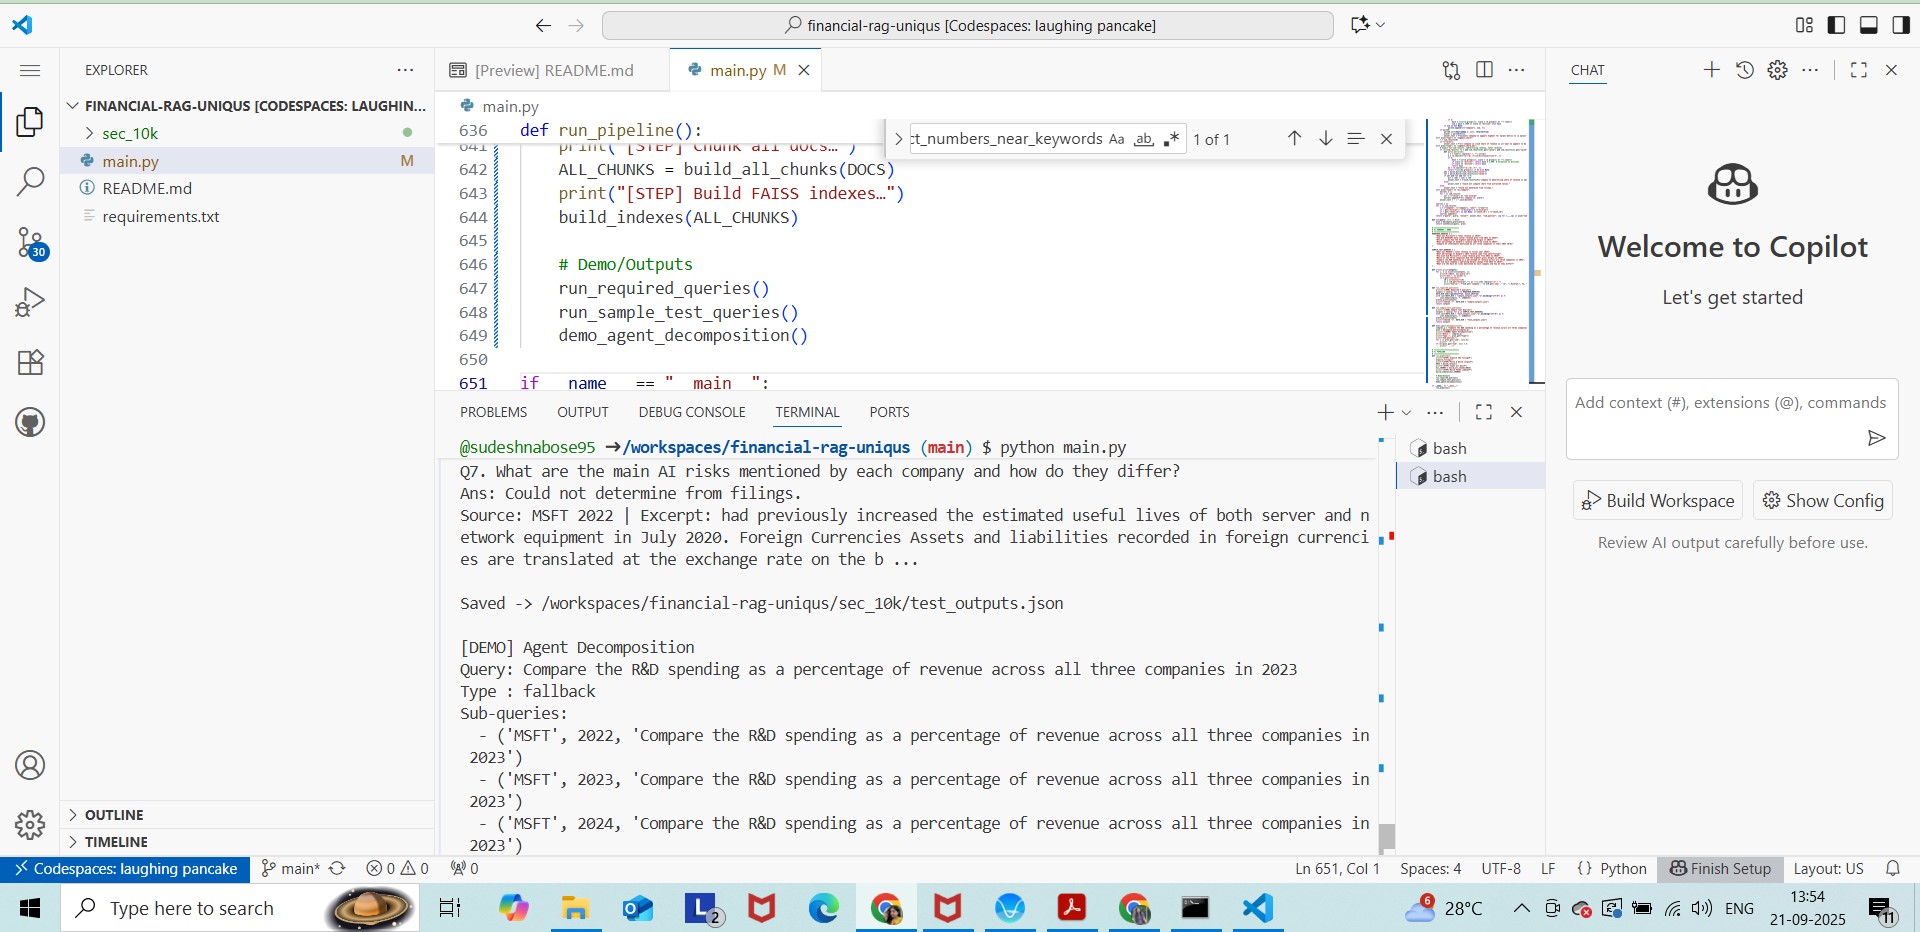 financial-rag-uniqus [Codespaces: laughing pancake]
EXPLORER
FINANCIAL-RAG-UNIQUS [CODESPACES: LAUGHIN...
sec_10k
main.py M
README.md
requirements.txt
30
OUTLINE
TIMELINE
[Preview] README.md
main.py M
main.py
636 def run_pipeline():
641 print("[STEP] Chunk all docs…")
642 ALL_CHUNKS = build_all_chunks(DOCS)
643 print("[STEP] Build FAISS indexes…")
644 build_indexes(ALL_CHUNKS)
645
646 # Demo/Outputs
647 run_required_queries()
648 run_sample_test_queries()
649 demo_agent_decomposition()
650
651 if __name__ == "__main__":
ct_numbers_near_keywords Aa ab 1 of 1
PROBLEMS OUTPUT DEBUG CONSOLE TERMINAL PORTS
@sudeshnabose95 →/workspaces/financial-rag-uniqus (main) $ python main.py
Q7. What are the main AI risks mentioned by each company and how do they differ?
Ans: Could not determine from filings.
Source: MSFT 2022 | Excerpt: had previously increased the estimated useful lives of both server and n
etwork equipment in July 2020. Foreign Currencies Assets and liabilities recorded in foreign currenci
es are translated at the exchange rate on the b ...
Saved -> /workspaces/financial-rag-uniqus/sec_10k/test_outputs.json
[DEMO] Agent Decomposition
Query: Compare the R&D spending as a percentage of revenue across all three companies in 2023
Type : fallback
Sub-queries:
- ('MSFT', 2022, 'Compare the R&D spending as a percentage of revenue across all three companies in
2023')
- ('MSFT', 2023, 'Compare the R&D spending as a percentage of revenue across all three companies in
2023')
- ('MSFT', 2024, 'Compare the R&D spending as a percentage of revenue across all three companies in
2023')
bash
bash
CHAT
Welcome to Copilot
Let's get started
Add context (#), extensions (@), commands
Build Workspace
Show Config
Review AI output carefully before use.
Codespaces: laughing pancake main* 0 0 0
Ln 651, Col 1 Spaces: 4 UTF-8 LF {} Python Finish Setup Layout: US
Type here to search
L 2
6
28°C
ENG
13:54
21-09-2025
11